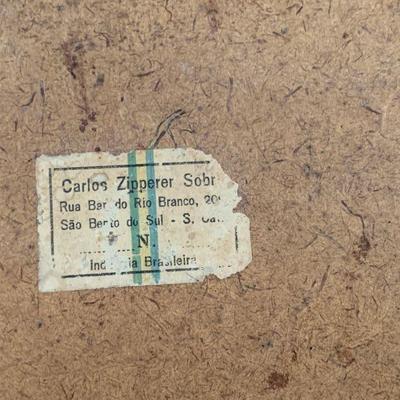 Carlos Zipperer Sobr
Rua Bar do Rio Branco, 20
São Bento do Sul - S. Ca
N.
Indústria Brasileira